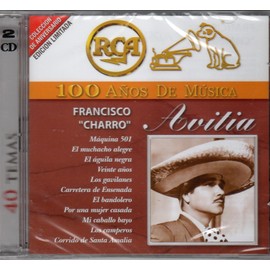 2
CD
COLECCION
DE ANIVERSARIO
EDICION LIMITADA
RCA
100 AÑOS DE MÚSICA
FRANCISCO
"CHARRO"
Avitia
Máquina 501
El muchacho alegre
El águila negra
Veinte años
Los gavilanes
Carretera de Ensenada
El bandolero
Por una mujer casada
Mi caballo bayo
Los camperos
Corrido de Santa Amalia
40 TEMAS